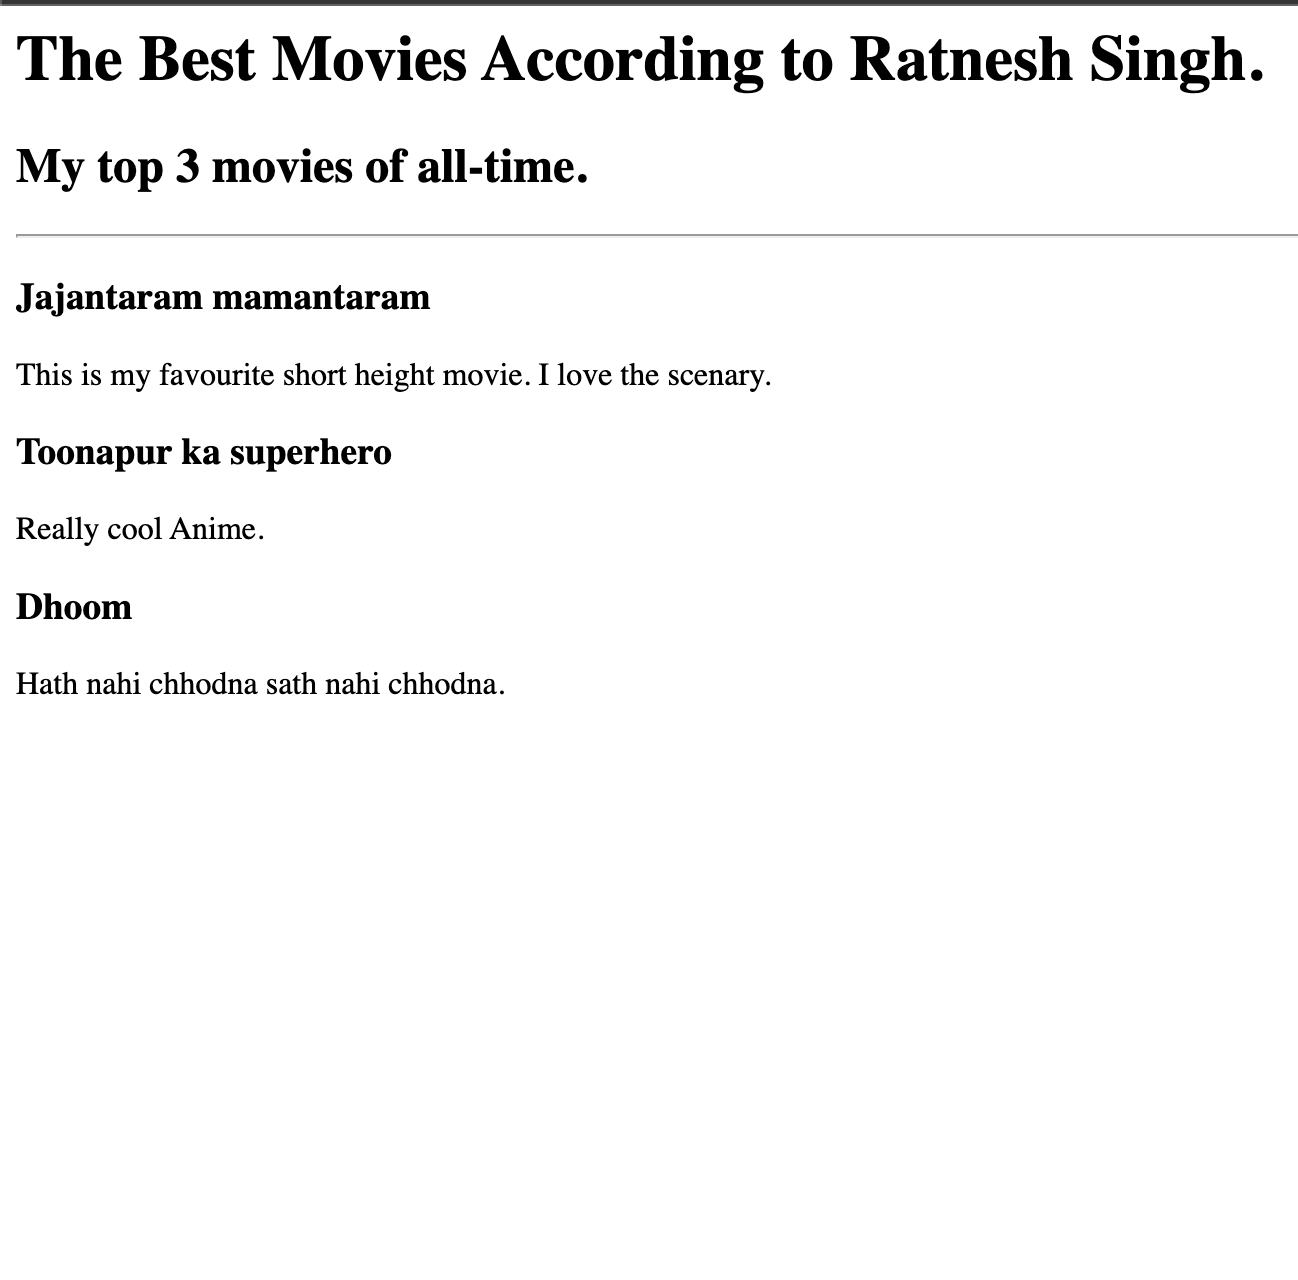 The Best Movies According to Ratnesh Singh.
My top 3 movies of all-time.
Jajantaram mamantaram
This is my favourite short height movie. I love the scenary.
Toonapur ka superhero
Really cool Anime.
Dhoom
Hath nahi chhodna sath nahi chhodna.